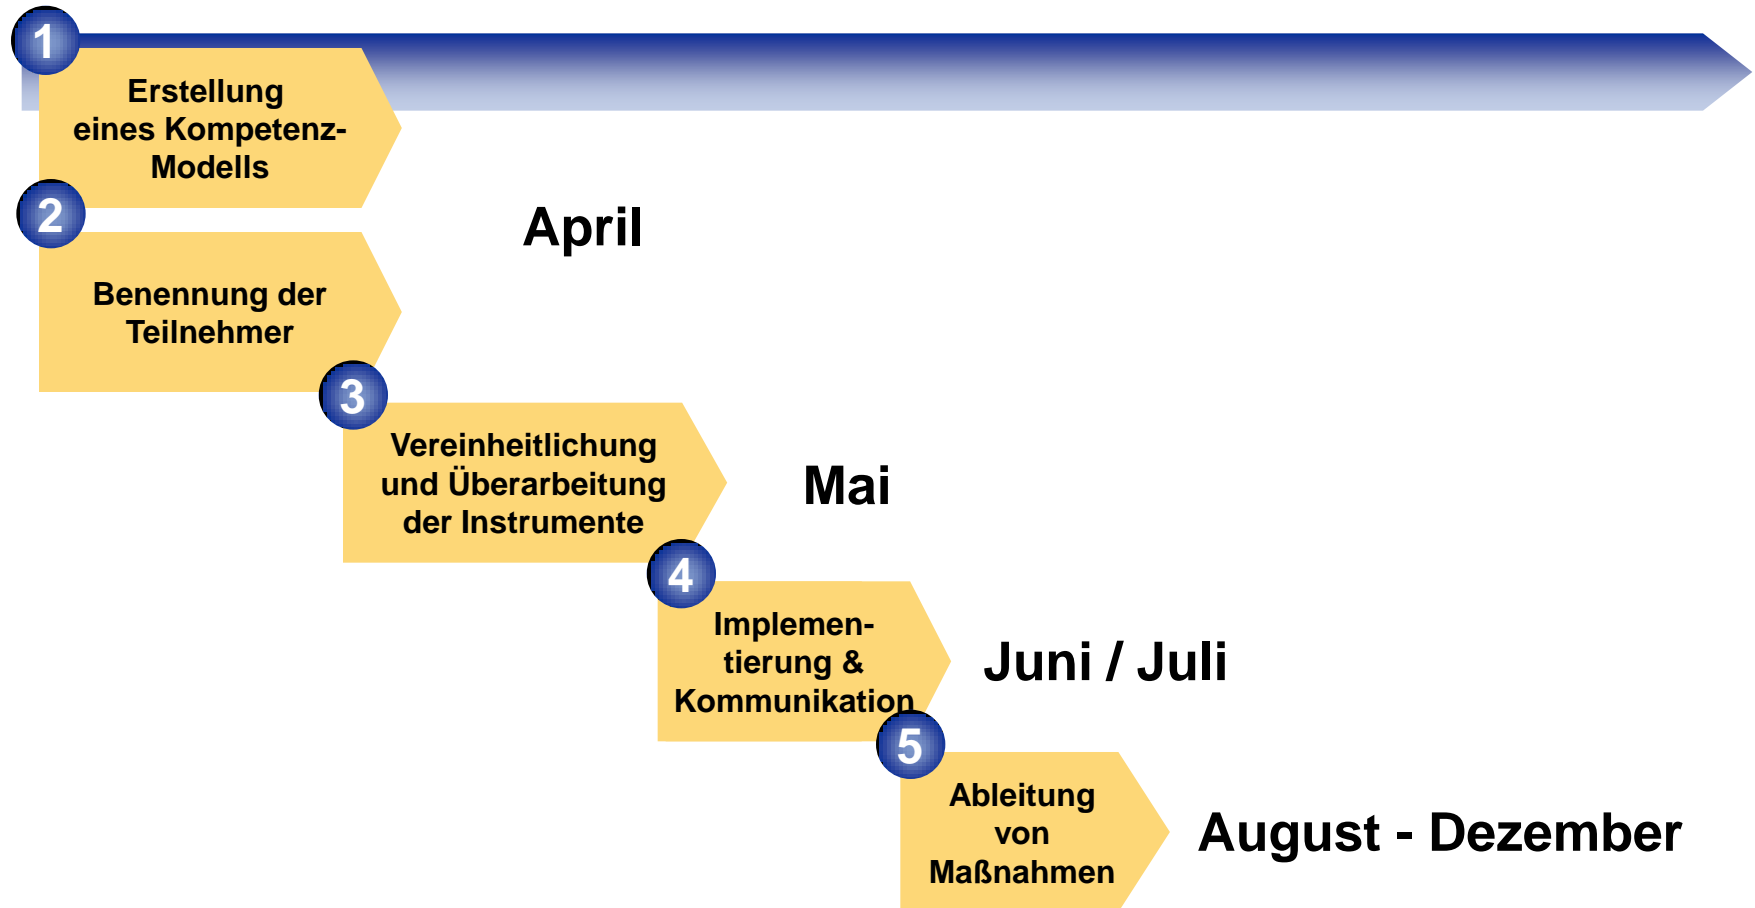 1
Erstellung
eines Kompetenz-
Modells
2
April
Benennung der
Teilnehmer
3
Vereinheitlichung
und Überarbeitung
der Instrumente
Mai
4
Implemen-
tierung &
Kommunikation
Juni / Juli
5
Ableitung
von
Maßnahmen
August - Dezember